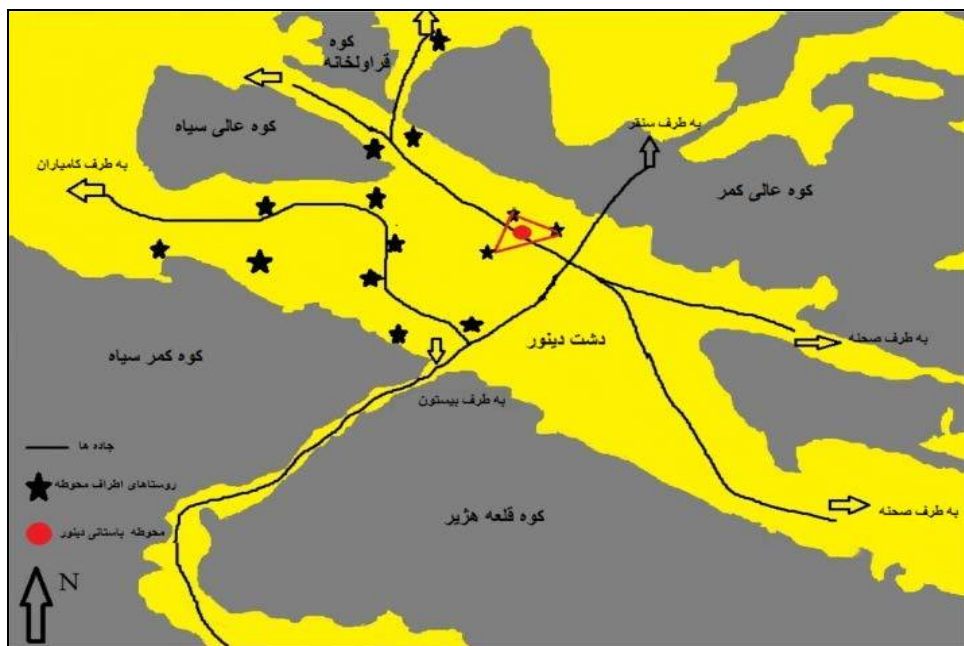 کوه
قراولخانه
کوه عالی سیاه
به طرف سنقر
به طرف کامیاران
کوه عالی کمر
دشت دینور
به طرف صحنه
کوه کمر سیاه
به طرف بیستون
جاده ها
روستاهای اطراف محوطه
کوه قلعه هژیر
به طرف صحنه
محوطه باستانی دینور
N